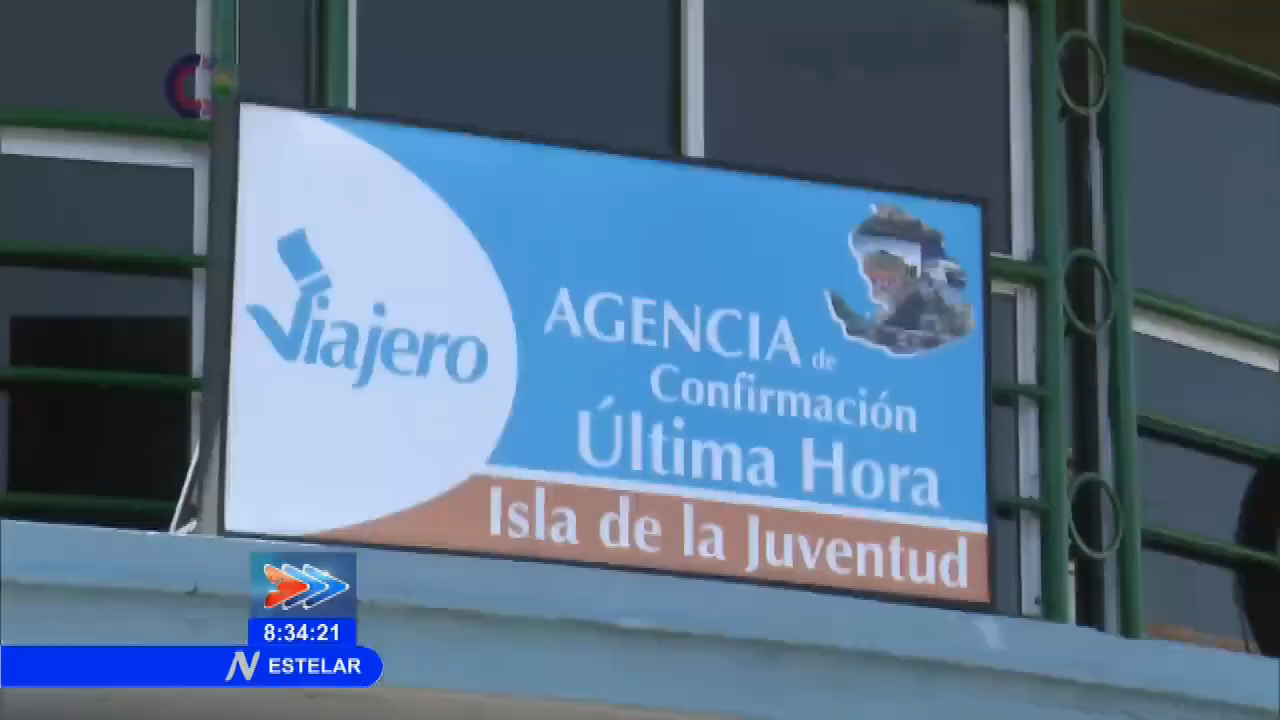 Viajero
AGENCIA de
Confirmación
Última Hora
Isla de la Juventud
8:34:21
N ESTELAR